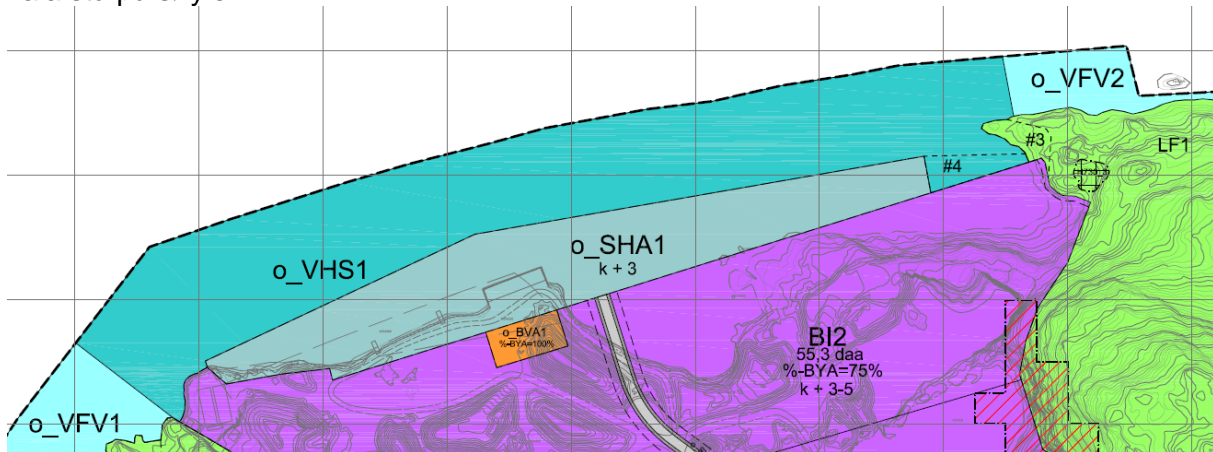 o_VFV2
#3
LF1
#4
o_SHA1
k + 3
o_VHS1
o_BVA1
%-BYA=100%
BI2
55,3 daa
%-BYA=75%
k + 3-5
o_VFV1